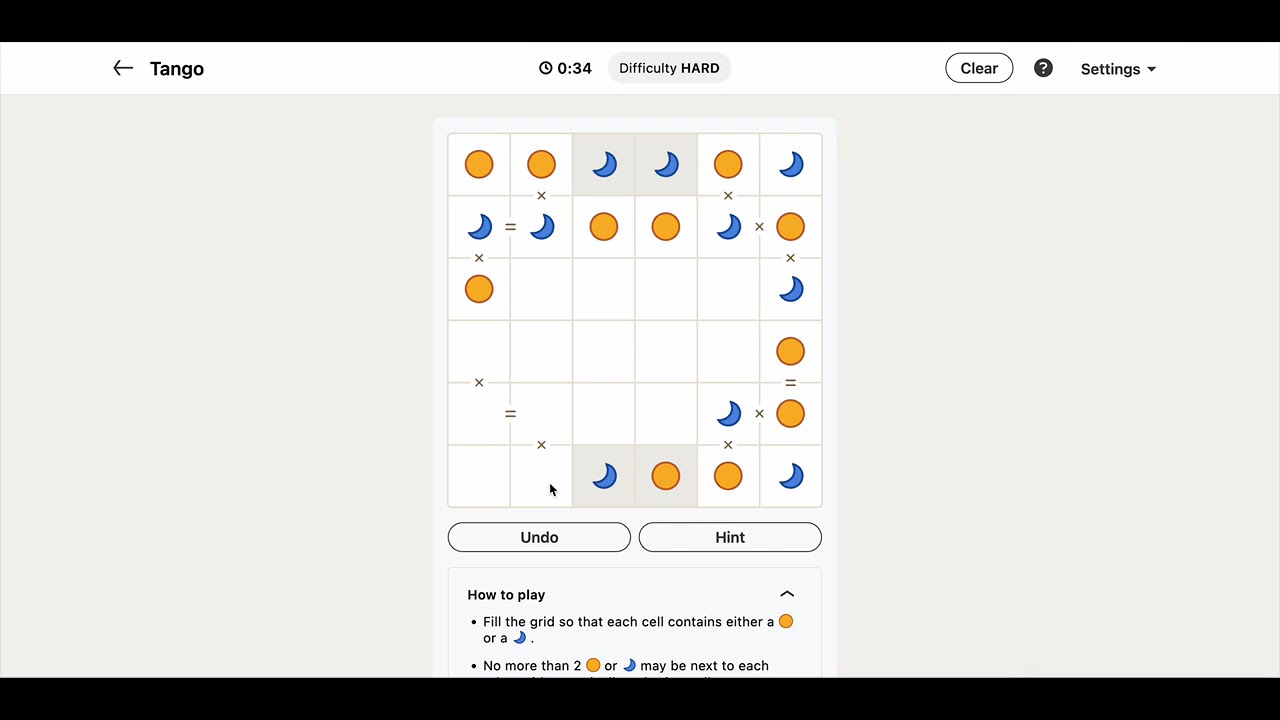 ← Tango
0:34
Difficulty HARD
Clear
?
Settings
×
×
=
×
×
×
×
=
=
×
×
×
Undo
Hint
How to play
• Fill the grid so that each cell contains either a
or a .
• No more than 2 or may be next to each